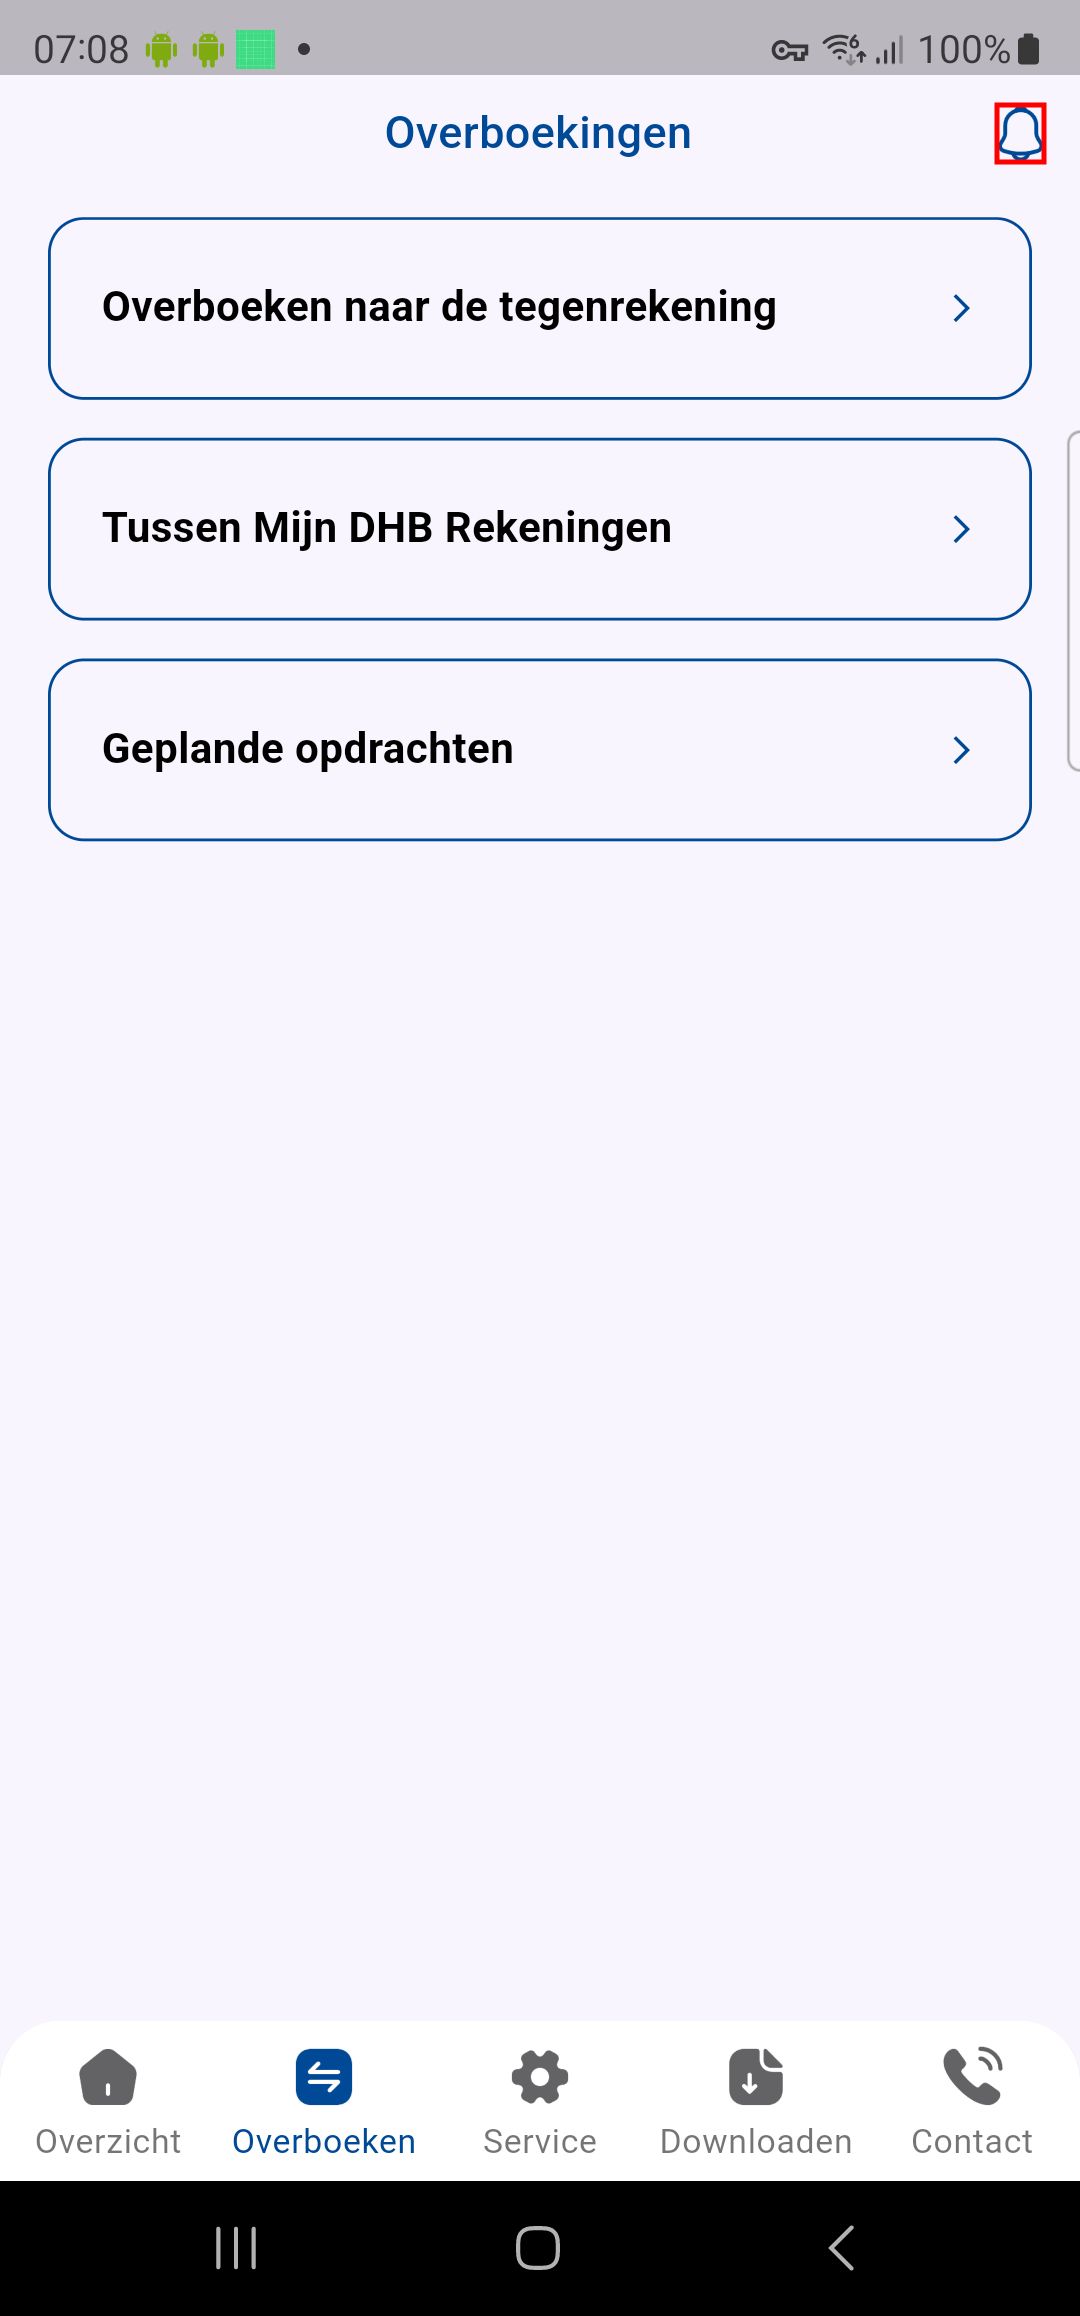 07:08
100%
Overboekingen
Overboeken naar de tegenrekening
Tussen Mijn DHB Rekeningen
Geplande opdrachten
Overzicht
Overboeken
Service
Downloaden
Contact